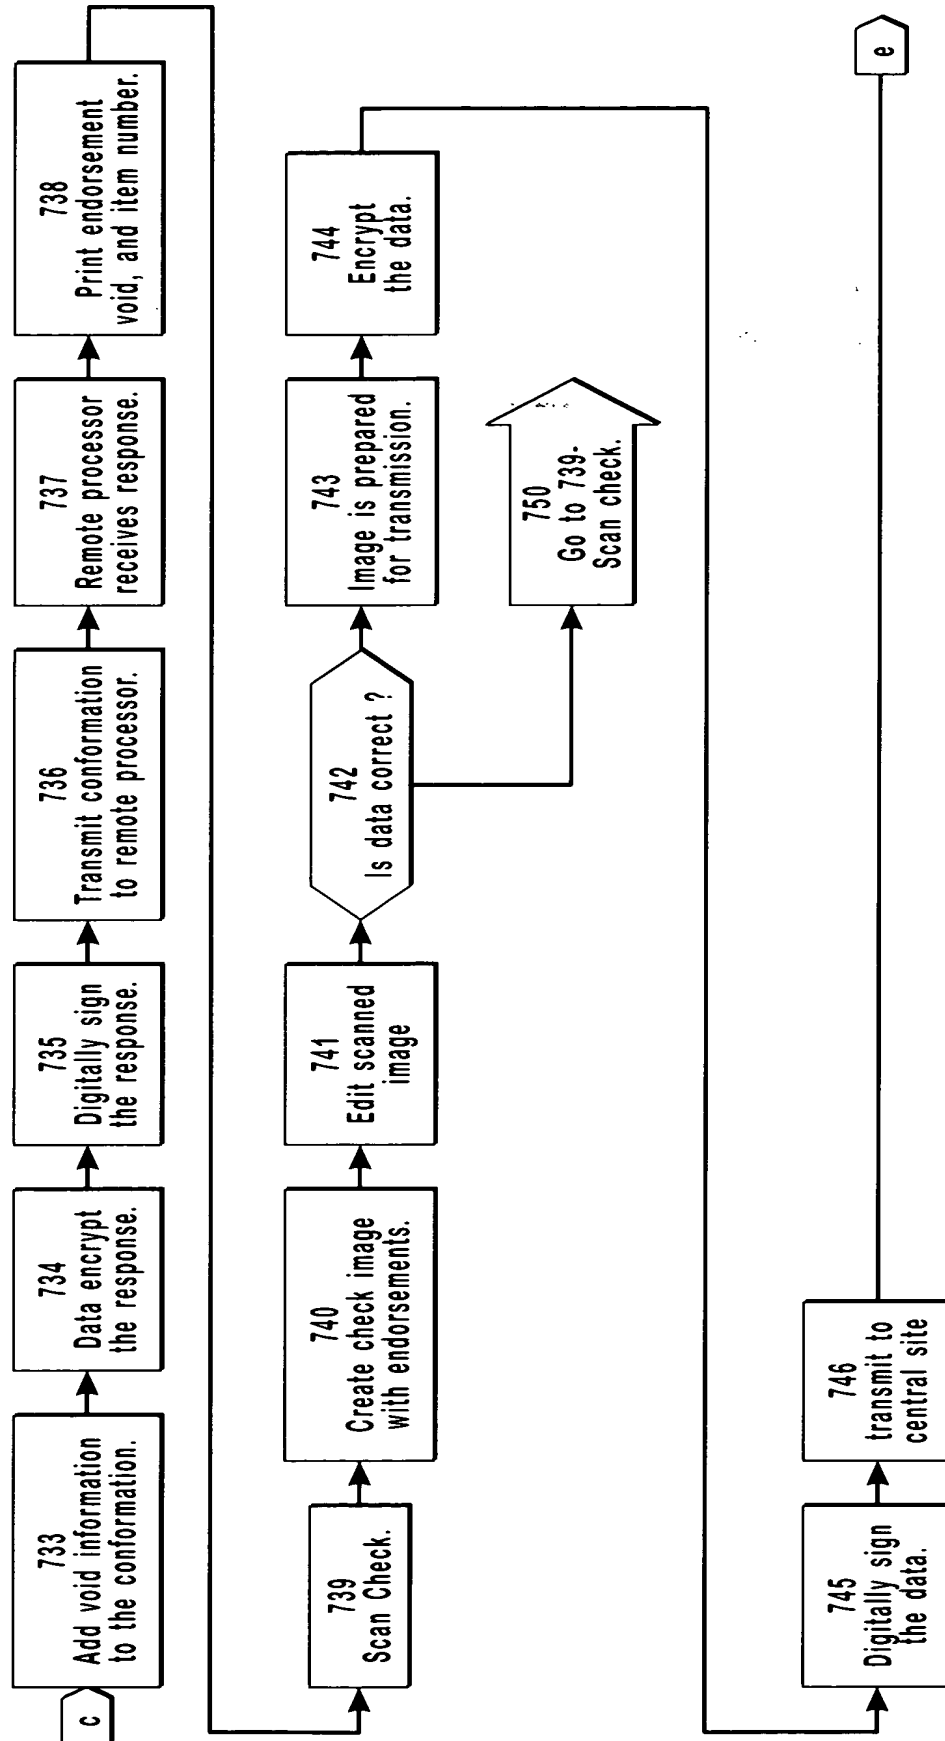 c
733
Add void information
to the conformation.
734
Data encrypt
the response.
735
Digitally sign
the response.
736
Transmit conformation
to remote processor.
737
Remote processor
receives response.
738
Print endorsement
void, and item number.
739
Scan Check.
740
Create check image
with endorsements.
741
Edit scanned
image
742
Is data correct ?
743
Image is prepared
for transmission.
744
Encrypt
the data.
750
Go to 739-
Scan check.
745
Digitally sign
the data.
746
transmit to
central site
e